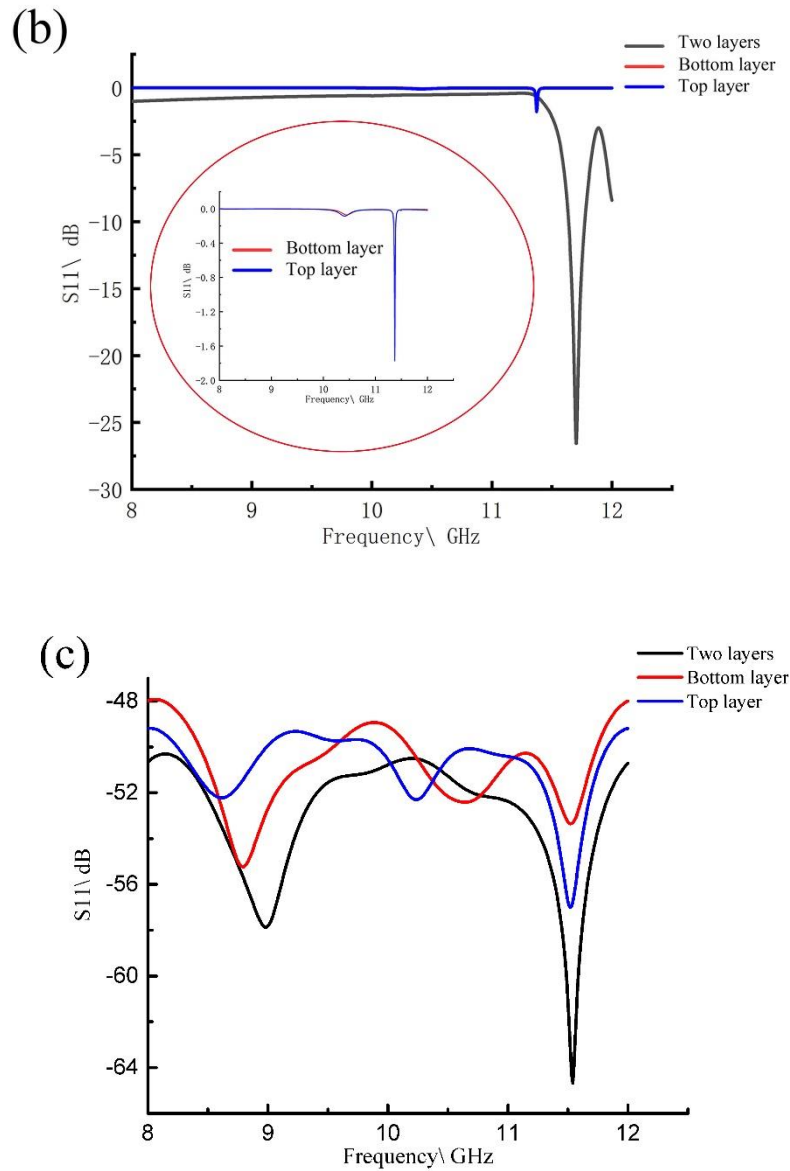 (b)
Two layers
Bottom layer
Top layer
0
-5
-10
-15
-20
-25
-30
S11\ dB
8
9
10
11
12
Frequency\ GHz
0.0
-0.4
-0.8
-1.2
-1.6
-2.0
S11\ dB
Bottom layer
Top layer
8
9
10
11
12
Frequency\ GHz
(c)
Two layers
Bottom layer
Top layer
-48
-52
-56
-60
-64
S11\ dB
8
9
10
11
12
Frequency\ GHz